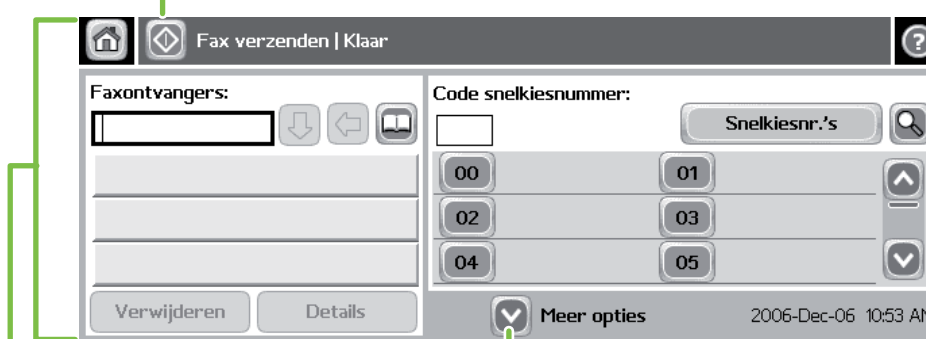 Fax verzenden | Klaar
?
Faxontvangers:
Code snelkiesnummer:
Snelkiesnr.'s
00
01
02
03
04
05
Verwijderen
Details
Meer opties
2006-Dec-06 10:53 AM